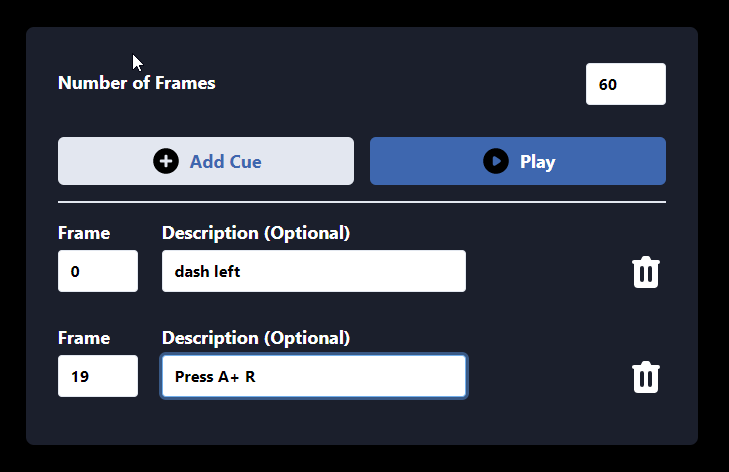 Number of Frames 60
Add Cue Play
Frame Description (Optional)
0 dash left
Frame Description (Optional)
19 Press A+ R